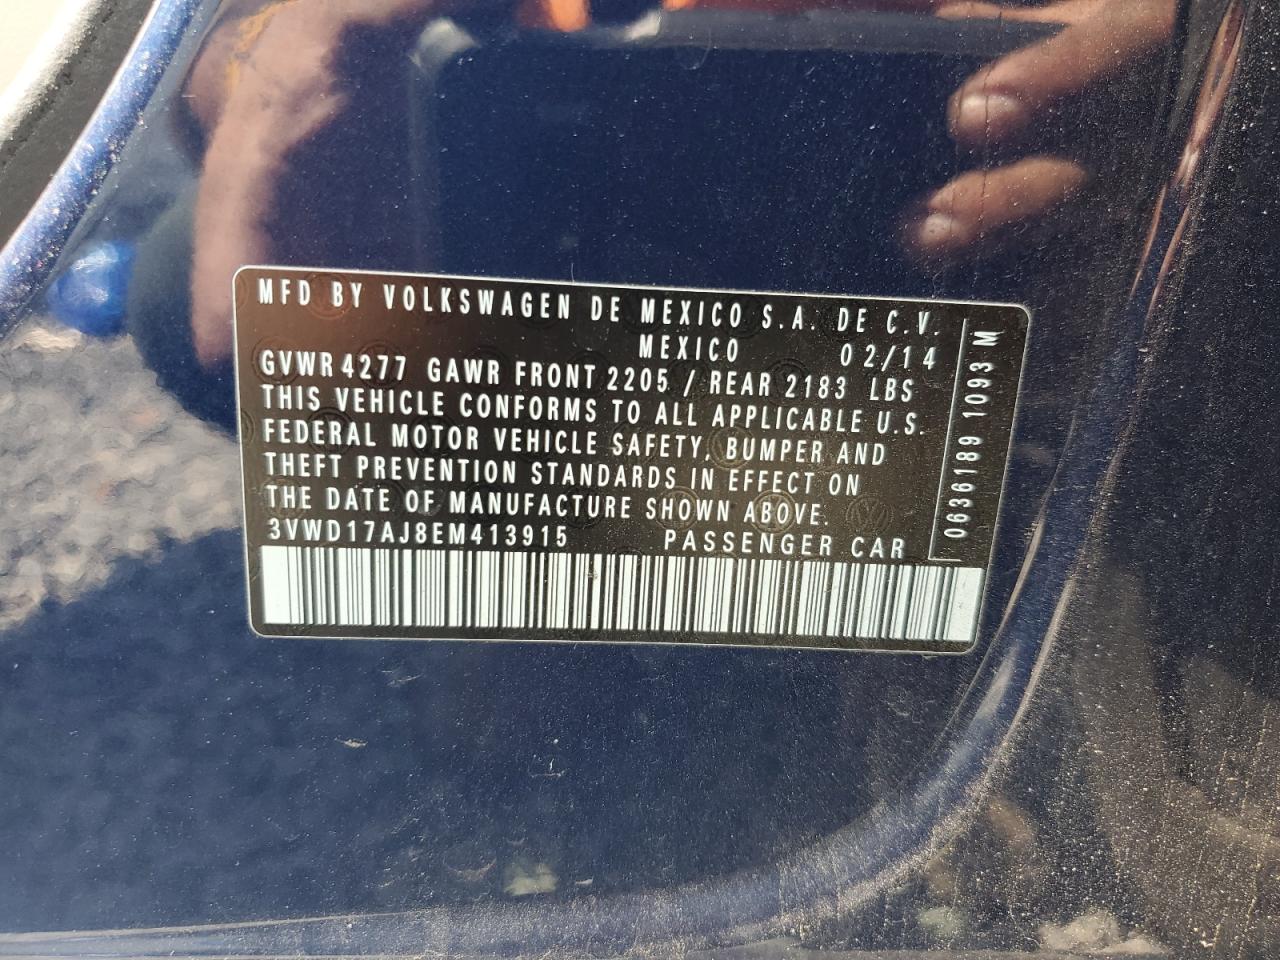 MFD BY VOLKSWAGEN DE MEXICO S.A. DE C.V.
MEXICO 02/14
GVWR 4277 GAWR FRONT 2205 / REAR 2183 LBS
THIS VEHICLE CONFORMS TO ALL APPLICABLE U.S.
FEDERAL MOTOR VEHICLE SAFETY, BUMPER AND
THEFT PREVENTION STANDARDS IN EFFECT ON
THE DATE OF MANUFACTURE SHOWN ABOVE.
3VWD17AJ8EM413915 PASSENGER CAR
0636189 1093 M